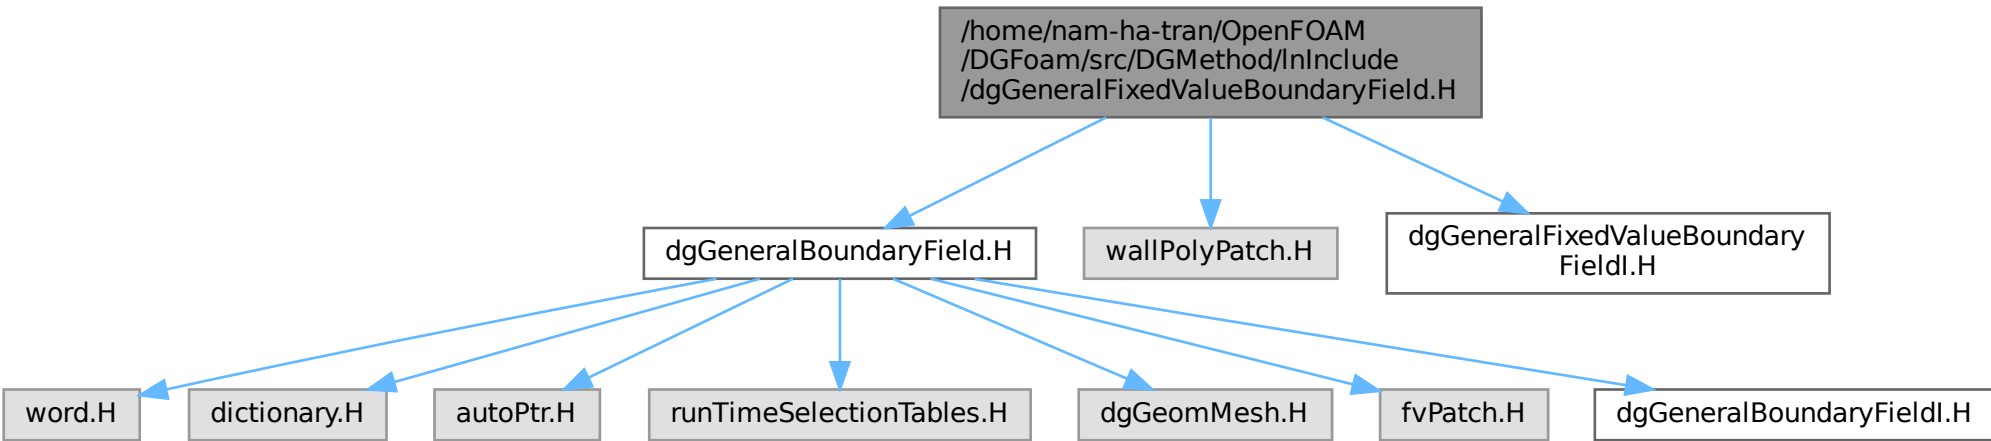 /home/nam-ha-tran/OpenFOAM
/DGFoam/src/DGMethod/lnInclude
/dgGeneralFixedValueBoundaryField.H
dgGeneralBoundaryField.H
wallPolyPatch.H
dgGeneralFixedValueBoundary
FieldI.H
word.H
dictionary.H
autoPtr.H
runTimeSelectionTables.H
dgGeomMesh.H
fvPatch.H
dgGeneralBoundaryFieldI.H